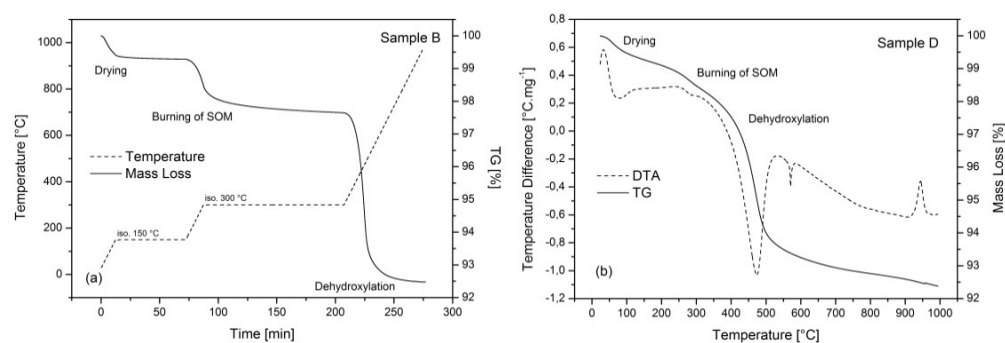 Sample B
1000
800
600
400
200
0
Temperature [°C]
100
99
98
97
96
95
94
93
92
TG [%]
Drying
Burning of SOM
Temperature
Mass Loss
iso. 300 °C
iso. 150 °C
(a)
Dehydroxylation
-50 0 50 100 150 200 250 300
Time [min]
Sample D
0,8
0,6
0,4
0,2
0,0
-0,2
-0,4
-0,6
-0,8
-1,0
-1,2
Temperature Difference [°C.mg⁻¹]
100
99
98
97
96
95
94
93
92
Mass Loss [%]
Drying
Burning of SOM
Dehydroxylation
DTA
TG
(b)
0 100 200 300 400 500 600 700 800 900 1000
Temperature [°C]